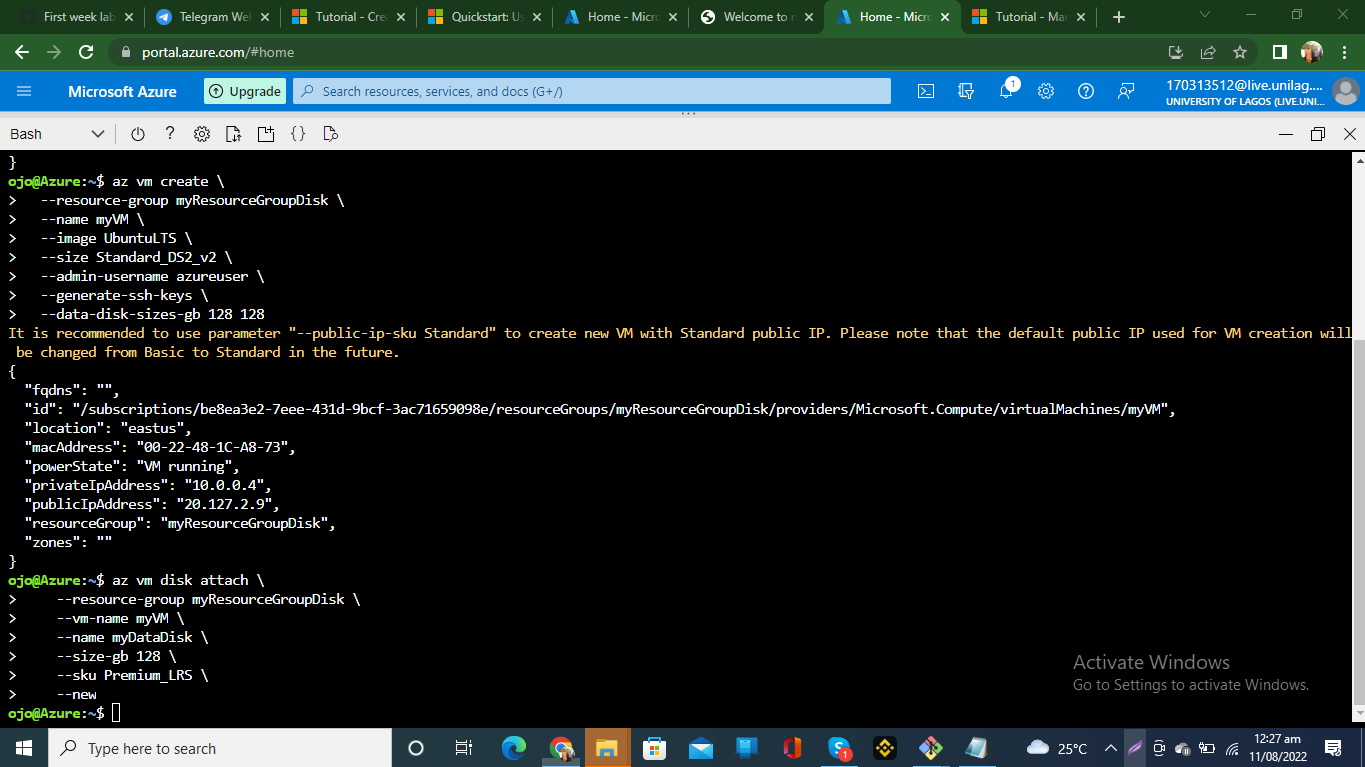 First week lab
Telegram Wel
Tutorial - Cre
Quickstart: Us
Home - Micro
Welcome to n
Home - Micro
Tutorial - Ma
portal.azure.com/#home
Microsoft Azure
Upgrade
Search resources, services, and docs (G+/)
1
170313512@live.unilag....
UNIVERSITY OF LAGOS (LIVE.UNI...
Bash
}
ojo@Azure:~$ az vm create \
>   --resource-group myResourceGroupDisk \
>   --name myVM \
>   --image UbuntuLTS \
>   --size Standard_DS2_v2 \
>   --admin-username azureuser \
>   --generate-ssh-keys \
>   --data-disk-sizes-gb 128 128
It is recommended to use parameter "--public-ip-sku Standard" to create new VM with Standard public IP. Please note that the default public IP used for VM creation will
be changed from Basic to Standard in the future.
{
  "fqdns": "",
  "id": "/subscriptions/be8ea3e2-7eee-431d-9bcf-3ac71659098e/resourceGroups/myResourceGroupDisk/providers/Microsoft.Compute/virtualMachines/myVM",
  "location": "eastus",
  "macAddress": "00-22-48-1C-A8-73",
  "powerState": "VM running",
  "privateIpAddress": "10.0.0.4",
  "publicIpAddress": "20.127.2.9",
  "resourceGroup": "myResourceGroupDisk",
  "zones": ""
}
ojo@Azure:~$ az vm disk attach \
>     --resource-group myResourceGroupDisk \
>     --vm-name myVM \
>     --name myDataDisk \
>     --size-gb 128 \
>     --sku Premium_LRS \
>     --new
ojo@Azure:~$
Activate Windows
Go to Settings to activate Windows.
Type here to search
1
25°C
12:27 am
11/08/2022